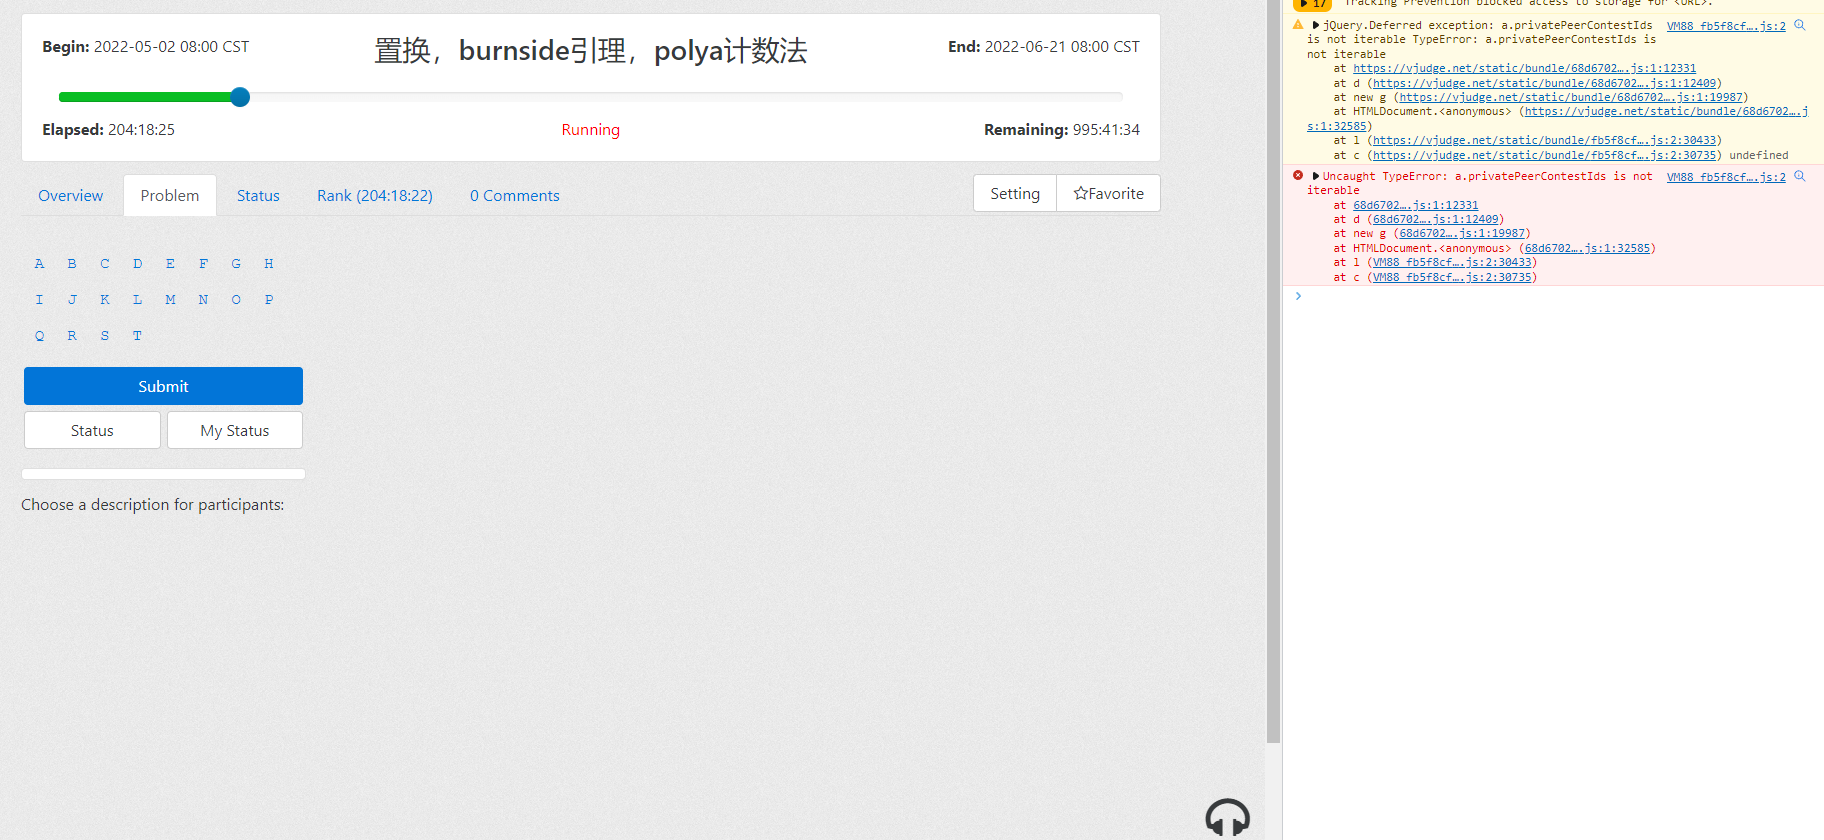 Begin: 2022-05-02 08:00 CST
置换，burnside引理，polya计数法
End: 2022-06-21 08:00 CST
Elapsed: 204:18:25
Running
Remaining: 995:41:34
Overview
Problem
Status
Rank (204:18:22)
0 Comments
Setting
☆Favorite
A B C D E F G H
I J K L M N O P
Q R S T
Submit
Status
My Status
Choose a description for participants:
17 Tracking Prevention blocked access to storage for <URL>.
jQuery.Deferred exception: a.privatePeerContestIds VM88 fb5f8cf….js:2
is not iterable TypeError: a.privatePeerContestIds is
not iterable
at https://vjudge.net/static/bundle/68d6702….js:1:12331
at d (https://vjudge.net/static/bundle/68d6702….js:1:12409)
at new g (https://vjudge.net/static/bundle/68d6702….js:1:19987)
at HTMLDocument.<anonymous> (https://vjudge.net/static/bundle/68d6702….j
s:1:32585)
at l (https://vjudge.net/static/bundle/fb5f8cf….js:2:30433)
at c (https://vjudge.net/static/bundle/fb5f8cf….js:2:30735) undefined
Uncaught TypeError: a.privatePeerContestIds is not VM88 fb5f8cf….js:2
iterable
at 68d6702….js:1:12331
at d (68d6702….js:1:12409)
at new g (68d6702….js:1:19987)
at HTMLDocument.<anonymous> (68d6702….js:1:32585)
at l (VM88 fb5f8cf….js:2:30433)
at c (VM88 fb5f8cf….js:2:30735)